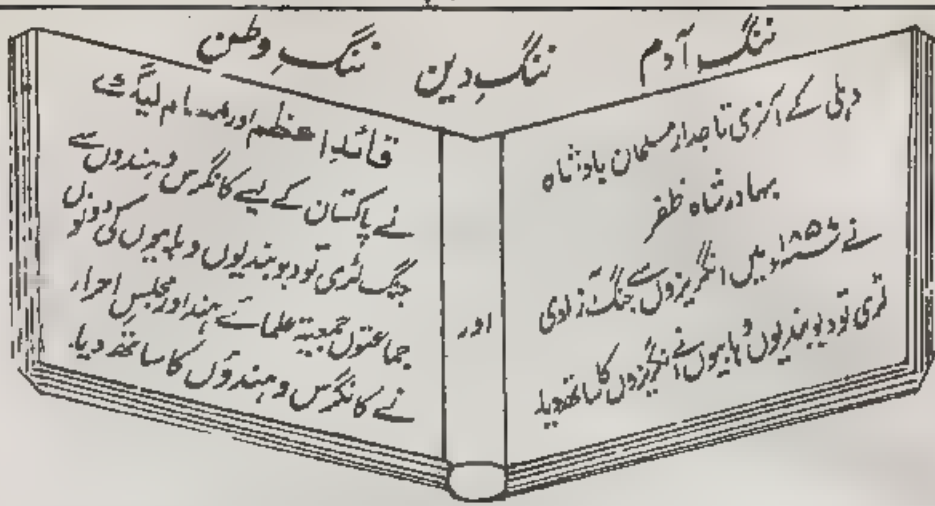 ننگِ آدم ننگِ دین ننگِ وطن
دہلی کے آخری تاجدار مسلمان بادشاہ
بہادر شاہ ظفر
نے ۱۸۵۷ء میں انگریزوں سے جنگ آزادی
لڑی تو دیوبندیوں وہابیوں نے انگریزوں کا ساتھ دیا۔
اور
قائدِ اعظم اور مسلم لیگ
نے پاکستان کے لیے کانگرس و ہندوں سے
جنگ لڑی تو دیوبندیوں وہابیوں کی دونوں
جماعتوں جمعیۃ علمائے ہند اور مجلس احرار
نے کانگرس و ہندوؤں کا ساتھ دیا۔